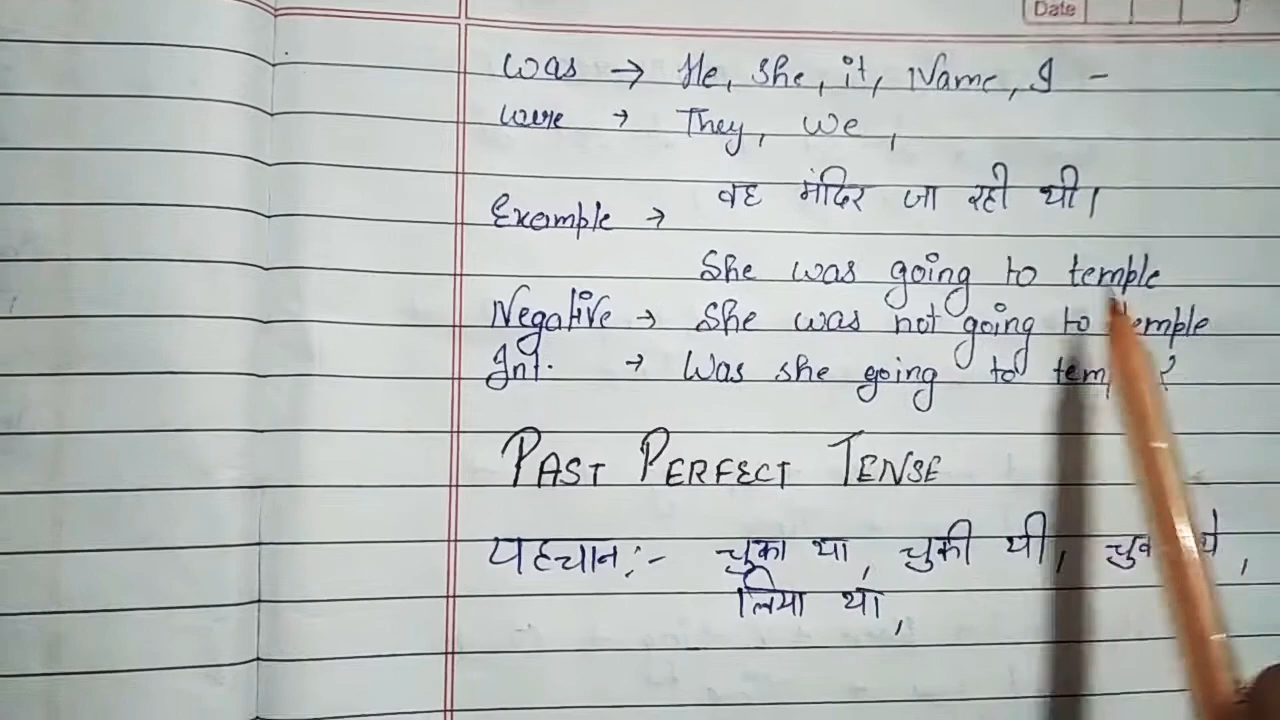 Date
was → He, She, it, Name, I -
were → They, we,
वह मंदिर जा रही थी।
Example →
She was going to temple
Negative → She was not going to temple
Int. → Was she going to
PAST PERFECT TENSE
पहचान:- चुका था, चुकी थी,
लिया था,